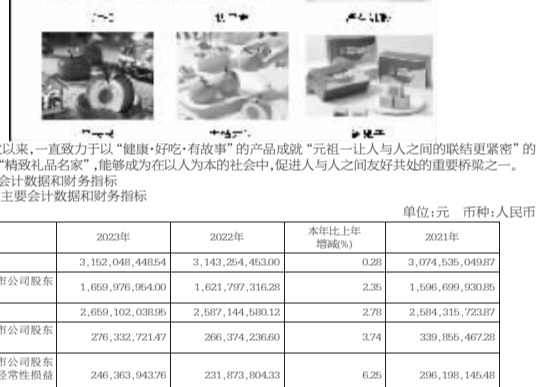 以来,一直致力于以“健康·好吃·有故事”的产品成就“元祖一让人与人之间的联结更紧密”的
“精致礼品名家”,能够成为在以人为本的社会中,促进人与人之间友好共处的重要桥梁之一。
会计数据和财务指标
主要会计数据和财务指标
单位:元 币种:人民币
2023年 2022年 本年比上年增减(%) 2021年
3,152,048,448.54 3,143,254,453.00 0.28 3,074,535,049.87
市公司股东 1,659,976,954.00 1,621,797,316.28 2.35 1,596,699,930.85
2,659,102,038.95 2,587,144,580.12 2.78 2,584,315,723.87
市公司股东 276,332,721.47 266,374,236.60 3.74 339,855,467.28
市公司股东
经常性损益 246,363,943.76 231,873,804.33 6.25 296,198,145.48